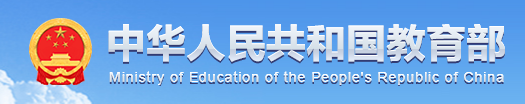 中华人民共和国教育部
Ministry of Education of the People's Republic of China